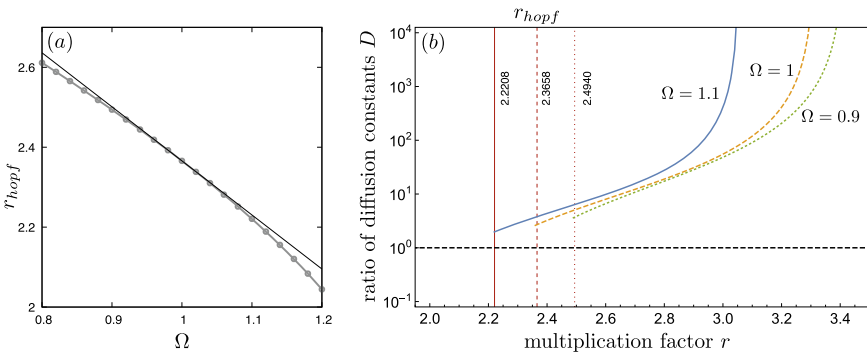 (a)
2.6
2.4
2.2
2
r_hopf
0.8
0.9
1
1.1
1.2
Ω
r_hopf
(b)
10^4
10^3
10^2
10^1
10^0
10^-1
ratio of diffusion constants D
2.2208
2.3658
2.4940
Ω = 1.1
Ω = 1
Ω = 0.9
2.0
2.2
2.4
2.6
2.8
3.0
3.2
3.4
multiplication factor r